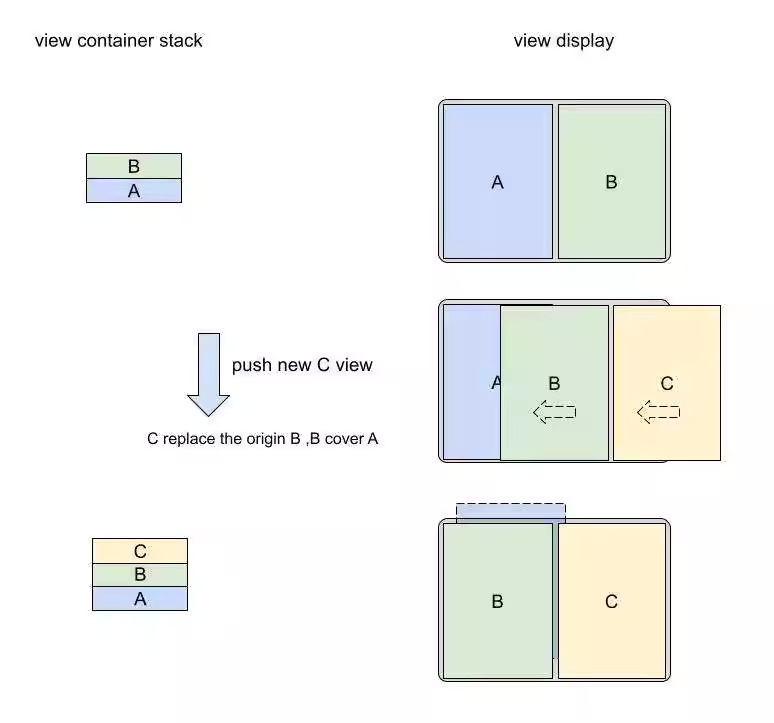 view container stack
view display
B
A
A
B
push new C view
C replace the origin B ,B cover A
A
B
C
C
B
A
B
C